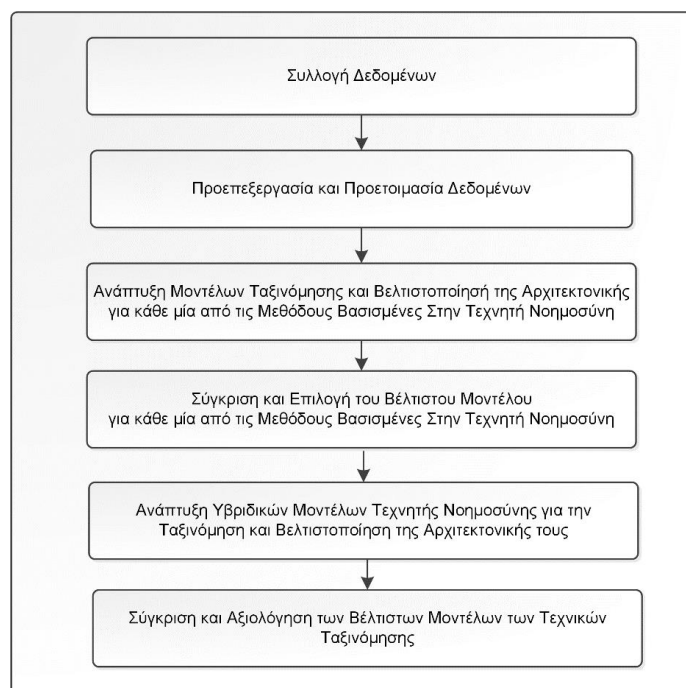 Συλλογή Δεδομένων
Προεπεξεργασία και Προετοιμασία Δεδομένων
Ανάπτυξη Μοντέλων Ταξινόμησης και Βελτιστοποίησή της Αρχιτεκτονικής
για κάθε μία από τις Μεθόδους Βασισμένες Στην Τεχνητή Νοημοσύνη
Σύγκριση και Επιλογή του Βέλτιστου Μοντέλου
για κάθε μία από τις Μεθόδους Βασισμένες Στην Τεχνητή Νοημοσύνη
Ανάπτυξη Υβριδικών Μοντέλων Τεχνητής Νοημοσύνης για την
Ταξινόμηση και Βελτιστοποίηση της Αρχιτεκτονικής τους
Σύγκριση και Αξιολόγηση των Βέλτιστων Μοντέλων των Τεχνικών
Ταξινόμησης